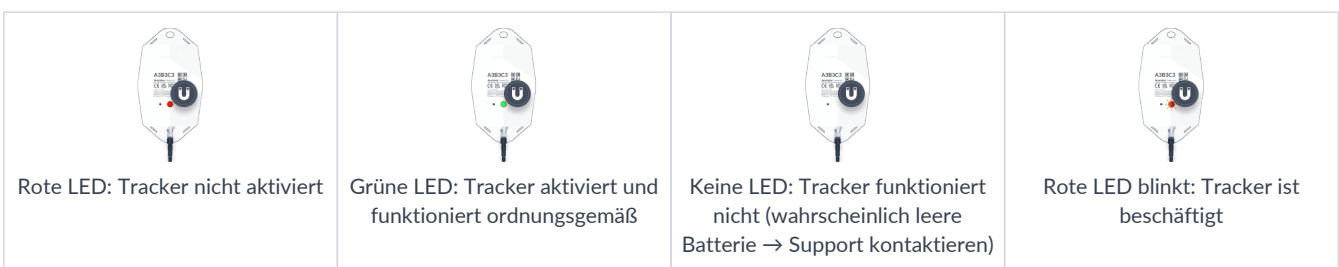 A3B3C3
A3B3C3
A3B3C3
A3B3C3
Rote LED: Tracker nicht aktiviert
Grüne LED: Tracker aktiviert und
funktioniert ordnungsgemäß
Keine LED: Tracker funktioniert
nicht (wahrscheinlich leere
Batterie → Support kontaktieren)
Rote LED blinkt: Tracker ist
beschäftigt